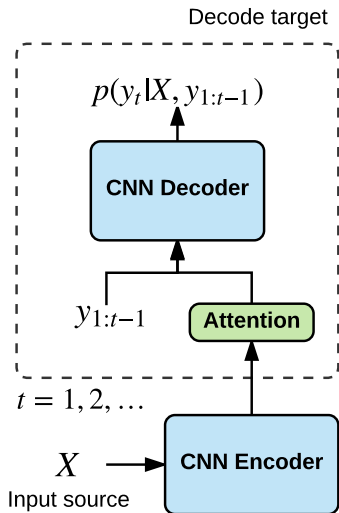 Decode target
p(y_t|X, y_{1:t−1})
CNN Decoder
y_{1:t−1}
Attention
t = 1, 2, …
X
CNN Encoder
Input source